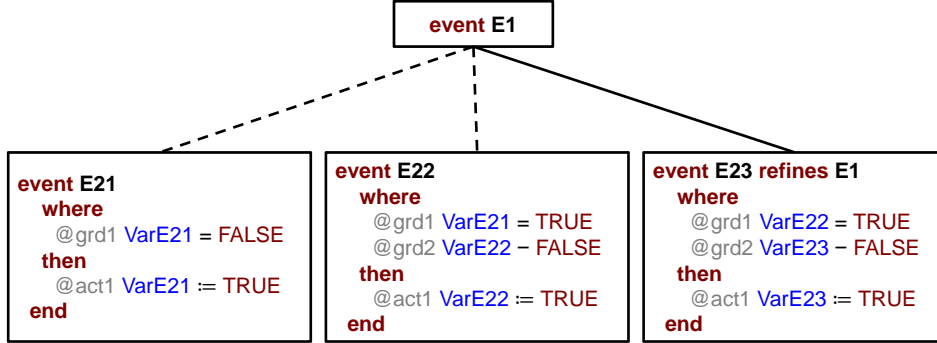 event E1
event E21
where
@grd1 VarE21 = FALSE
then
@act1 VarE21 ≔ TRUE
end
event E22
where
@grd1 VarE21 = TRUE
@grd2 VarE22 − FALSE
then
@act1 VarE22 ≔ TRUE
end
event E23 refines E1
where
@grd1 VarE22 = TRUE
@grd2 VarE23 − FALSE
then
@act1 VarE23 ≔ TRUE
end